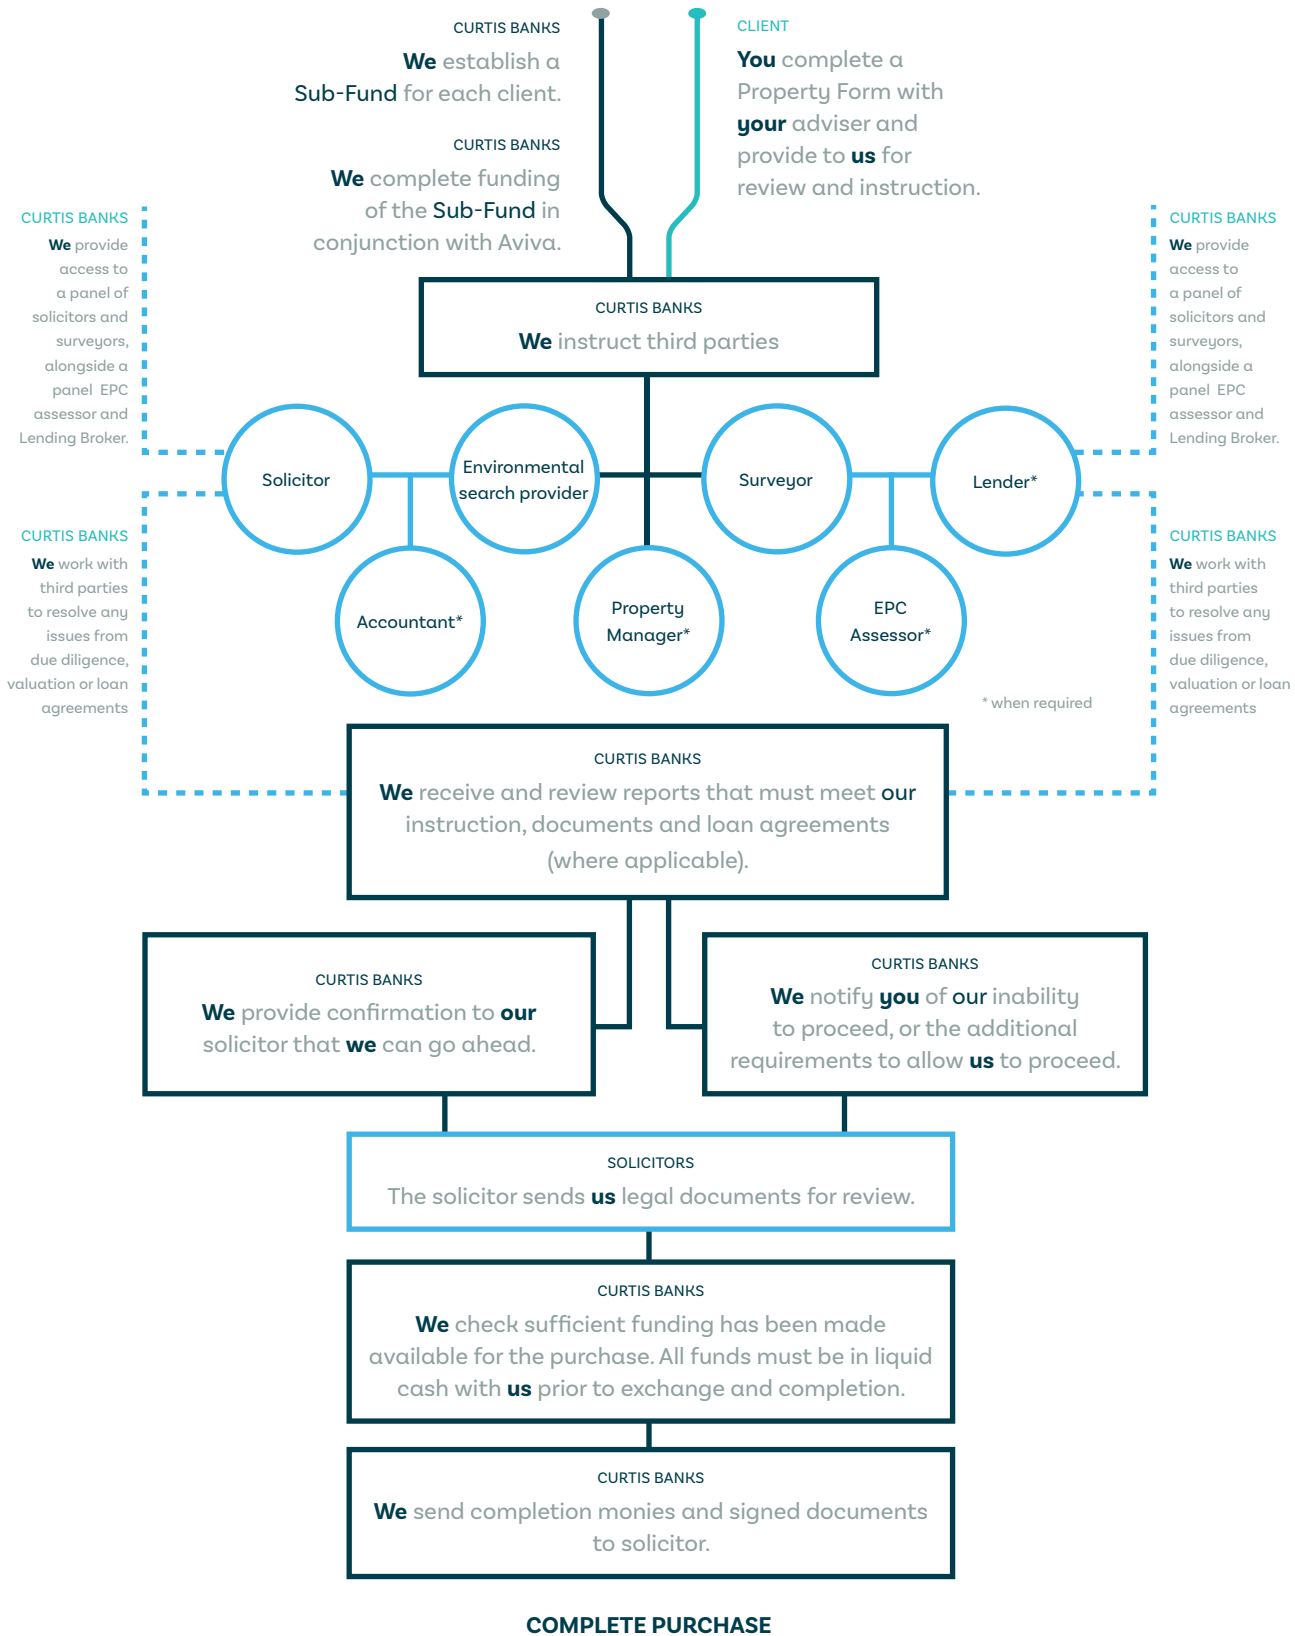 CURTIS BANKS
We establish a
Sub-Fund for each client.
CURTIS BANKS
We complete funding
of the Sub-Fund in
conjunction with Aviva.
CLIENT
You complete a
Property Form with
your adviser and
provide to us for
review and instruction.
CURTIS BANKS
We provide
access to
a panel of
solicitors and
surveyors,
alongside a
panel EPC
assessor and
Lending Broker.
CURTIS BANKS
We provide
access to
a panel of
solicitors and
surveyors,
alongside a
panel EPC
assessor and
Lending Broker.
CURTIS BANKS
We instruct third parties
Solicitor
Environmental
search provider
Surveyor
Lender*
Accountant*
Property
Manager*
EPC
Assessor*
* when required
CURTIS BANKS
We work with
third parties
to resolve any
issues from
due diligence,
valuation or loan
agreements
CURTIS BANKS
We work with
third parties
to resolve any
issues from
due diligence,
valuation or loan
agreements
CURTIS BANKS
We receive and review reports that must meet our
instruction, documents and loan agreements
(where applicable).
CURTIS BANKS
We provide confirmation to our
solicitor that we can go ahead.
CURTIS BANKS
We notify you of our inability
to proceed, or the additional
requirements to allow us to proceed.
SOLICITORS
The solicitor sends us legal documents for review.
CURTIS BANKS
We check sufficient funding has been made
available for the purchase. All funds must be in liquid
cash with us prior to exchange and completion.
CURTIS BANKS
We send completion monies and signed documents
to solicitor.
COMPLETE PURCHASE